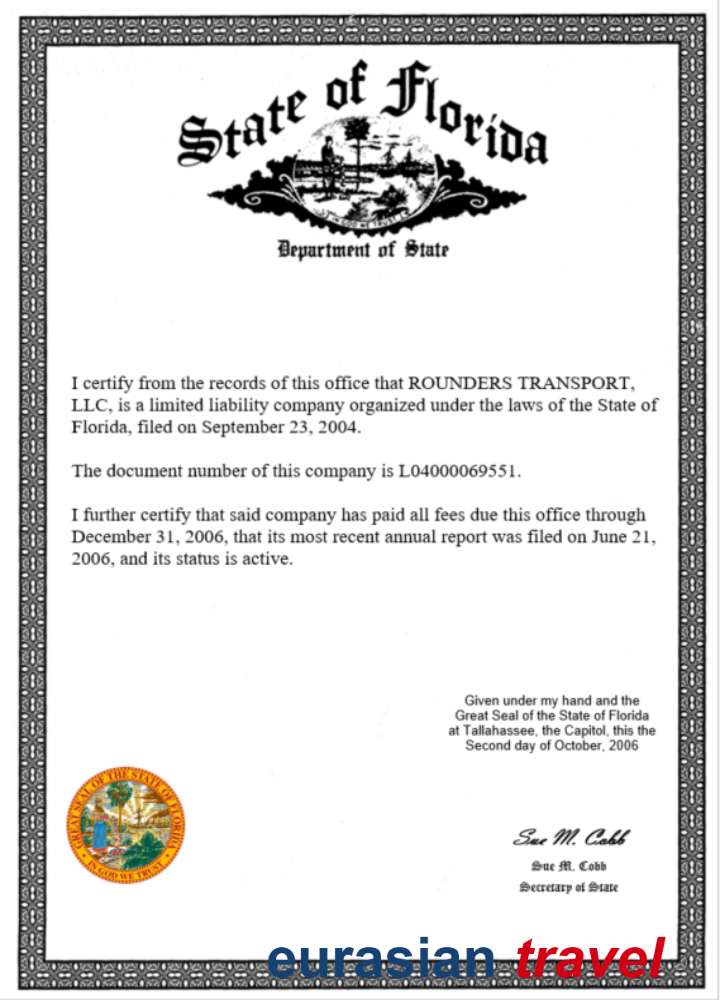 State of Florida
IN GOD WE TRUST
Department of State
I certify from the records of this office that ROUNDERS TRANSPORT,
LLC, is a limited liability company organized under the laws of the State of
Florida, filed on September 23, 2004.
The document number of this company is L04000069551.
I further certify that said company has paid all fees due this office through
December 31, 2006, that its most recent annual report was filed on June 21,
2006, and its status is active.
Given under my hand and the
Great Seal of the State of Florida
at Tallahassee, the Capitol, this the
Second day of October, 2006
GREAT SEAL OF THE STATE OF FLORIDA
IN GOD WE TRUST
Sue M. Cobb
Sue M. Cobb
Secretary of State
eurasian travel